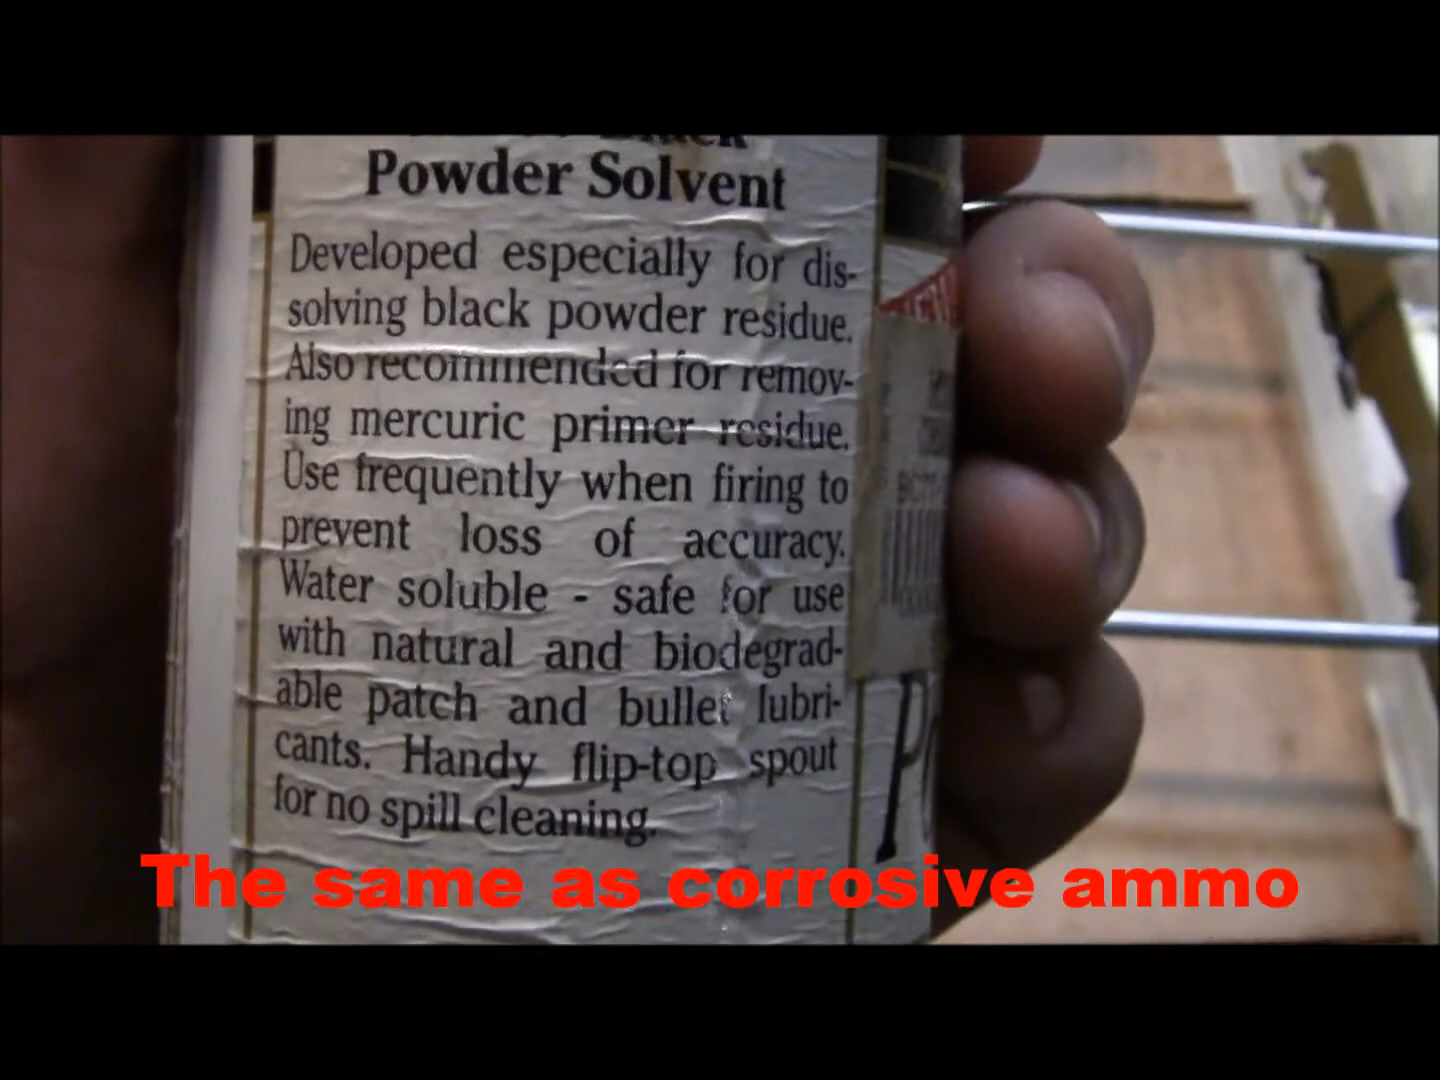 Powder Solvent
Developed especially for dis-
solving black powder residue.
Also recommended for remov-
ing mercuric primer residue.
Use frequently when firing to
prevent loss of accuracy.
Water soluble - safe for use
with natural and biodegrad-
able patch and bullet lubri-
cants. Handy flip-top spout
for no spill cleaning.
The same as corrosive ammo